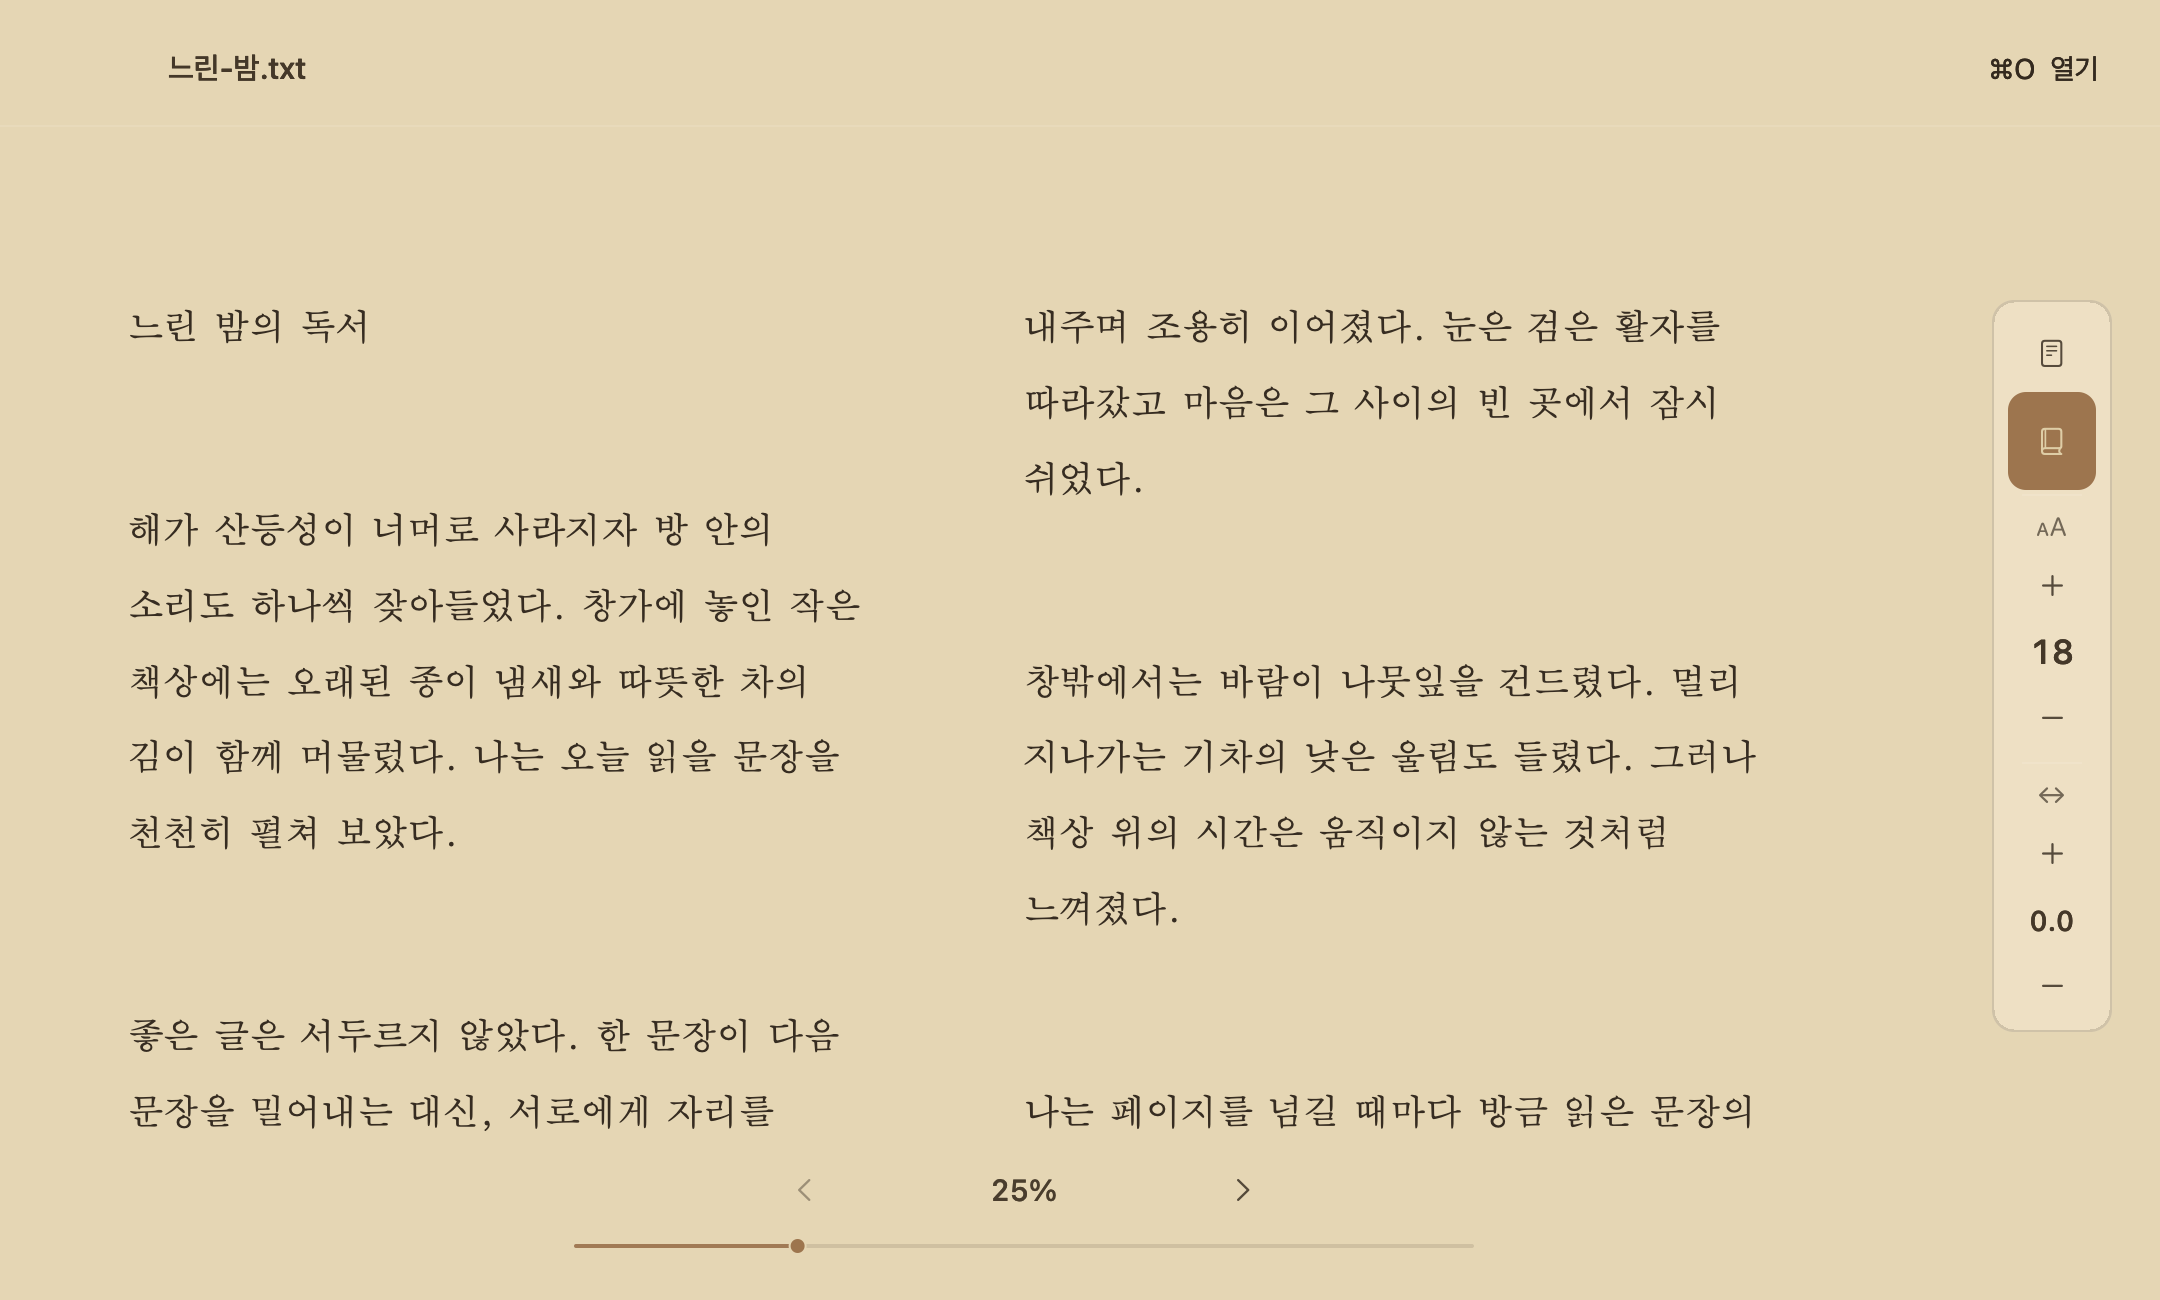 느린-밤.txt
⌘O 열기
느린 밤의 독서
해가 산등성이 너머로 사라지자 방 안의
소리도 하나씩 잦아들었다. 창가에 놓인 작은
책상에는 오래된 종이 냄새와 따뜻한 차의
김이 함께 머물렀다. 나는 오늘 읽을 문장을
천천히 펼쳐 보았다.
좋은 글은 서두르지 않았다. 한 문장이 다음
문장을 밀어내는 대신, 서로에게 자리를
내주며 조용히 이어졌다. 눈은 검은 활자를
따라갔고 마음은 그 사이의 빈 곳에서 잠시
쉬었다.
창밖에서는 바람이 나뭇잎을 건드렸다. 멀리
지나가는 기차의 낮은 울림도 들렸다. 그러나
책상 위의 시간은 움직이지 않는 것처럼
느껴졌다.
나는 페이지를 넘길 때마다 방금 읽은 문장의
AA
+
18
−
+
0.0
−
25%